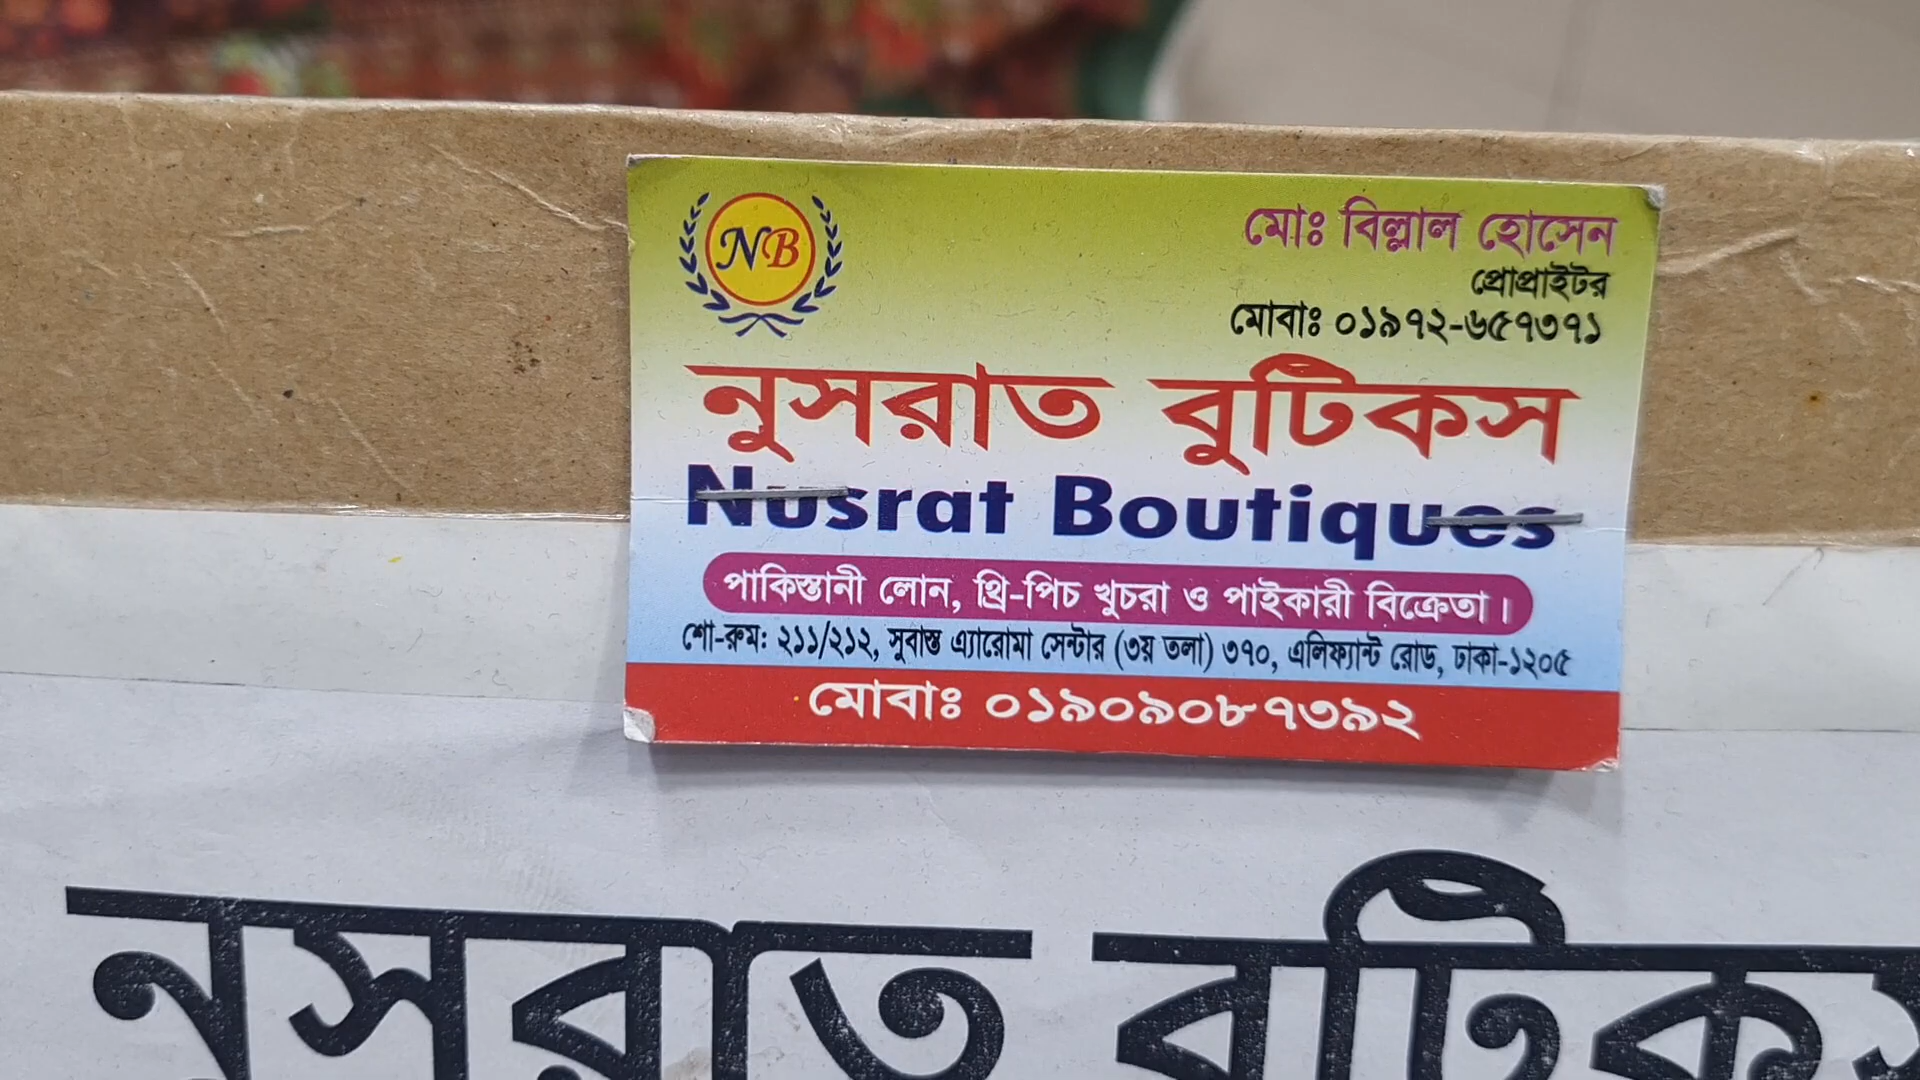 NB
মোঃ বিল্লাল হোসেন
প্রোপ্রাইটর
মোবাঃ ০১৯৭২-৬৫৭৩৭১
নুসরাত বুটিকস
Nusrat Boutiques
পাকিস্তানী লোন, থ্রি-পিচ খুচরা ও পাইকারী বিক্রেতা।
শো-রুম: ২১১/২১২, সুবাস্ত এ্যারোমা সেন্টার (৩য় তলা) ৩৭০, এলিফ্যান্ট রোড, ঢাকা-১২০৫
মোবাঃ ০১৯০৯০৮৭৩৯২
নুসরাত বুটিকস